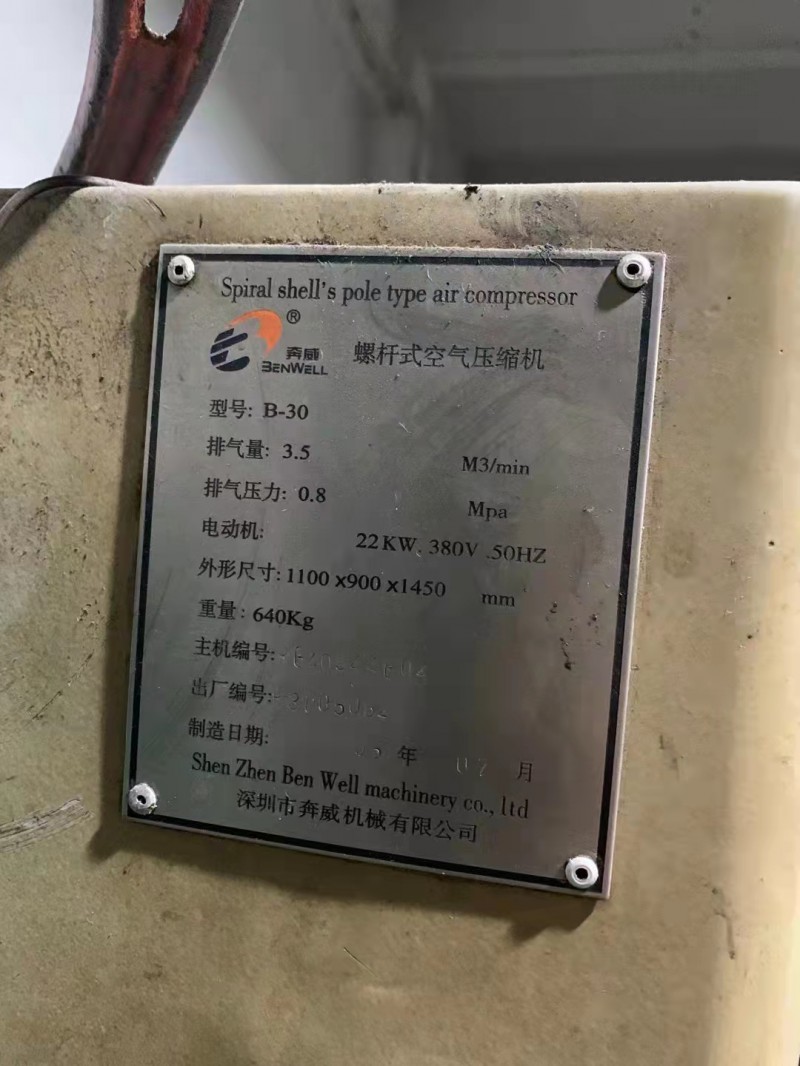 Spiral shell's pole type air compressor
® 奔威 BENWELL 螺杆式空气压缩机
型号: B-30
排气量: 3.5 M3/min
排气压力: 0.8 Mpa
电动机: 22KW. 380V .50HZ
外形尺寸: 1100 x900 x1450 mm
重量: 640Kg
主机编号:
出厂编号:
制造日期: 年 02 月
Shen Zhen Ben Well machinery co., ltd
深圳市奔威机械有限公司